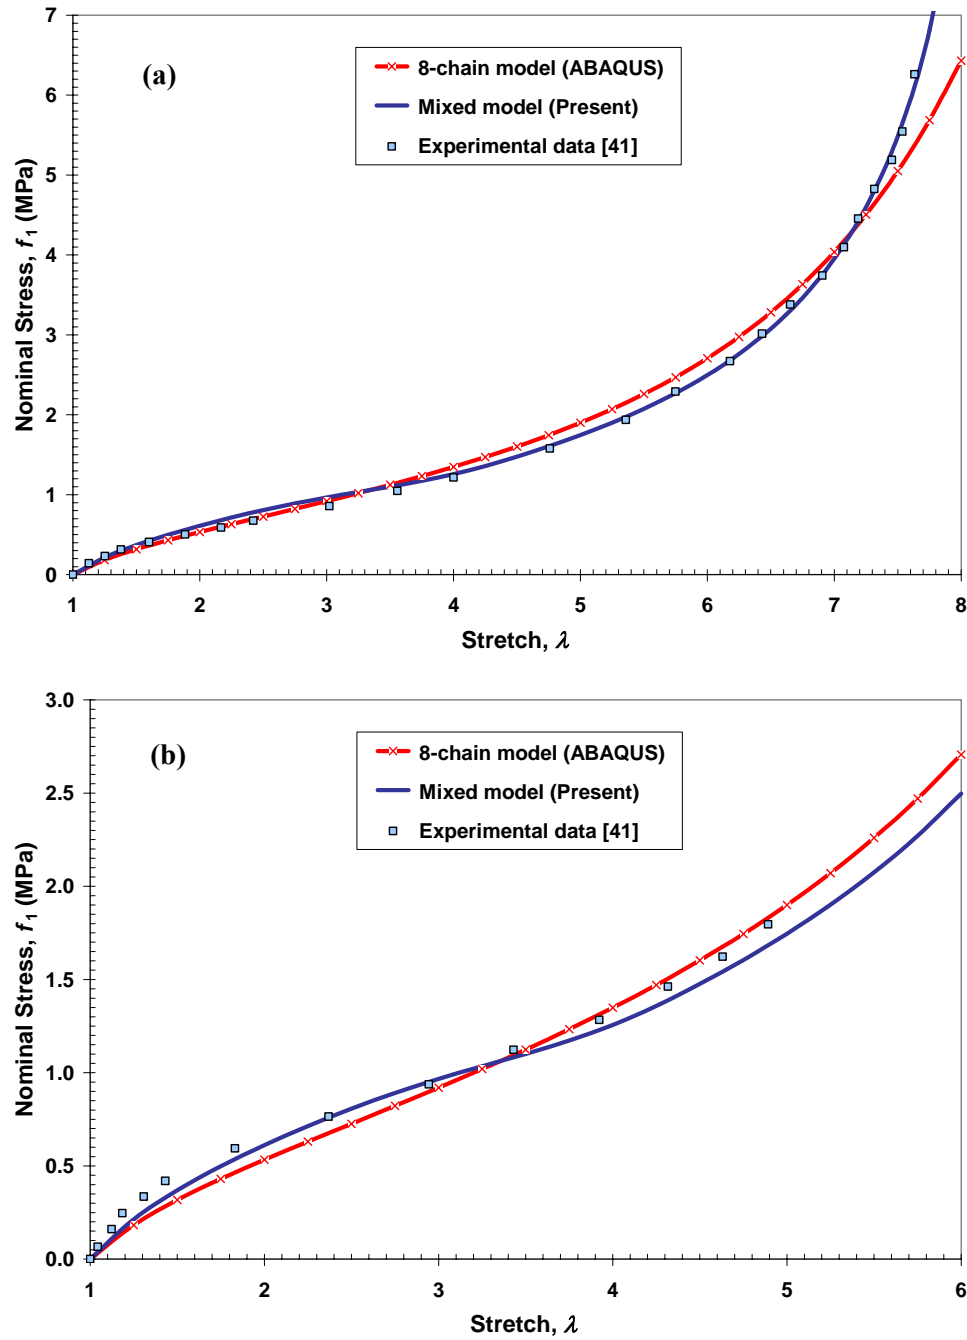 7
6
5
4
3
2
1
0
Nominal Stress, f₁ (MPa)
(a)
8-chain model (ABAQUS)
Mixed model (Present)
Experimental data [41]
1 2 3 4 5 6 7 8
Stretch, λ
3.0
2.5
2.0
1.5
1.0
0.5
0.0
Nominal Stress, f₁ (MPa)
(b)
8-chain model (ABAQUS)
Mixed model (Present)
Experimental data [41]
1 2 3 4 5 6
Stretch, λ